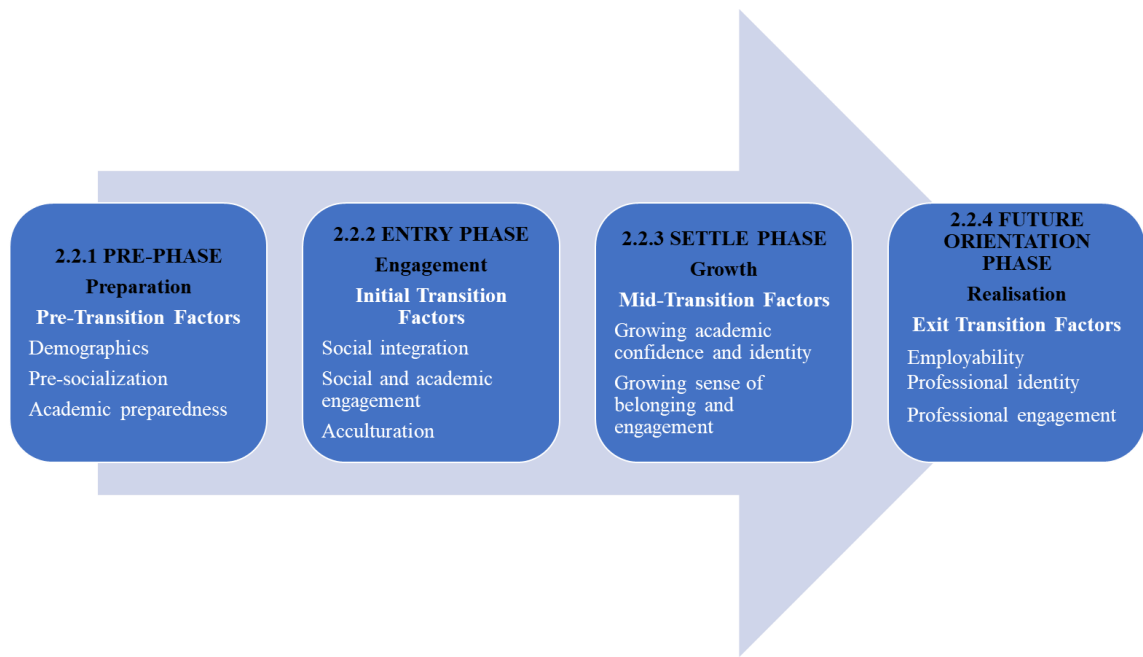 2.2.1 PRE-PHASE
Preparation
Pre-Transition Factors
Demographics
Pre-socialization
Academic preparedness
2.2.2 ENTRY PHASE
Engagement
Initial Transition
Factors
Social integration
Social and academic
engagement
Acculturation
2.2.3 SETTLE PHASE
Growth
Mid-Transition Factors
Growing academic
confidence and identity
Growing sense of
belonging and
engagement
2.2.4 FUTURE
ORIENTATION
PHASE
Realisation
Exit Transition Factors
Employability
Professional identity
Professional engagement